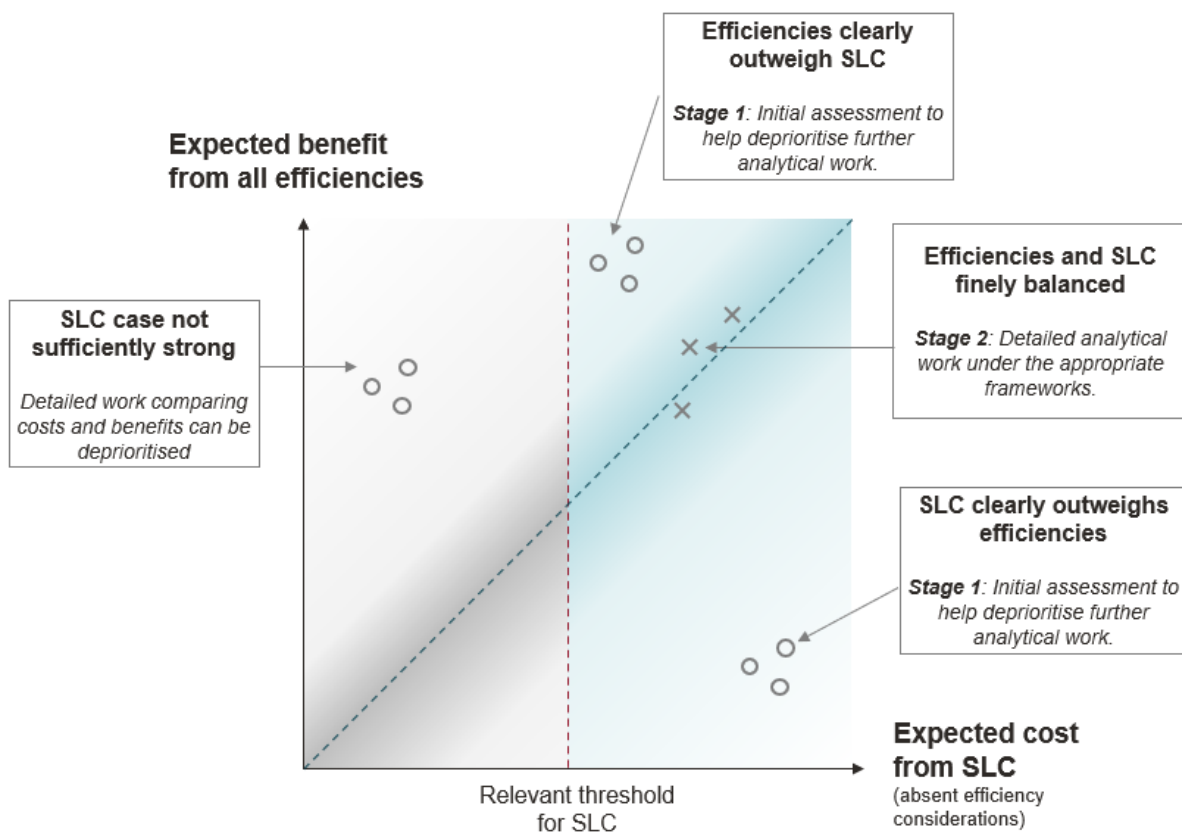 Efficiencies clearly
outweigh SLC
Stage 1: Initial assessment to
help deprioritise further
analytical work.
Expected benefit
from all efficiencies
Efficiencies and SLC
finely balanced
Stage 2: Detailed analytical
work under the appropriate
frameworks.
SLC case not
sufficiently strong
Detailed work comparing
costs and benefits can be
deprioritised
SLC clearly outweighs
efficiencies
Stage 1: Initial assessment to
help deprioritise further
analytical work.
Expected cost
from SLC
(absent efficiency
considerations)
Relevant threshold
for SLC